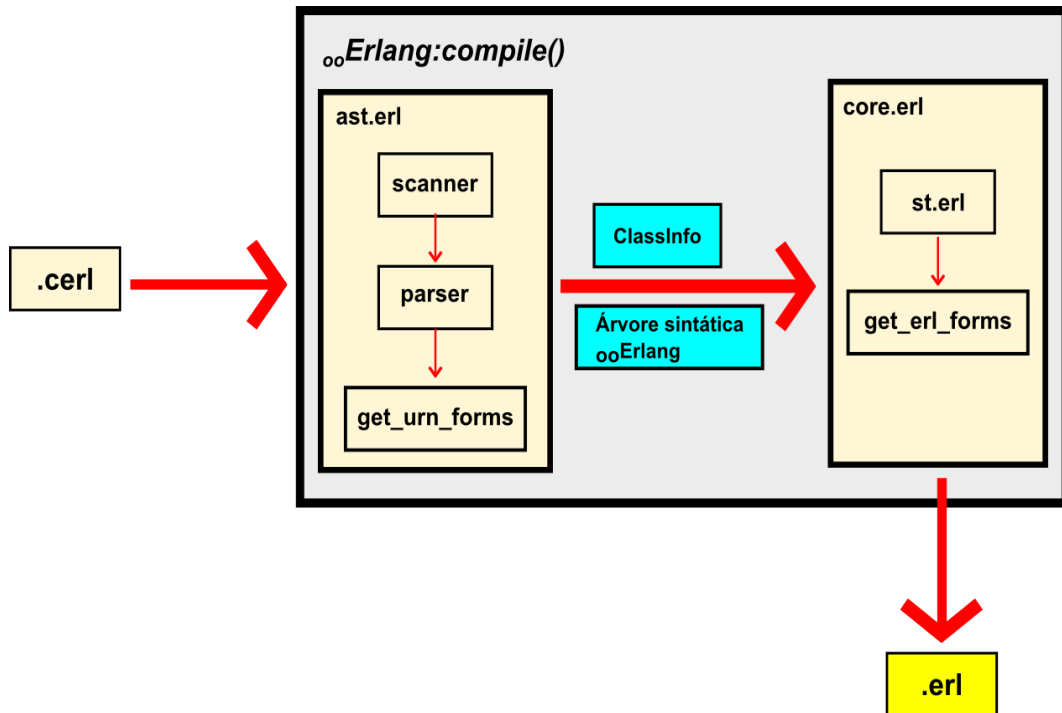 ooErlang:compile()
ast.erl
scanner
parser
get_urn_forms
.cerl
ClassInfo
Árvore sintática
ooErlang
core.erl
st.erl
get_erl_forms
.erl